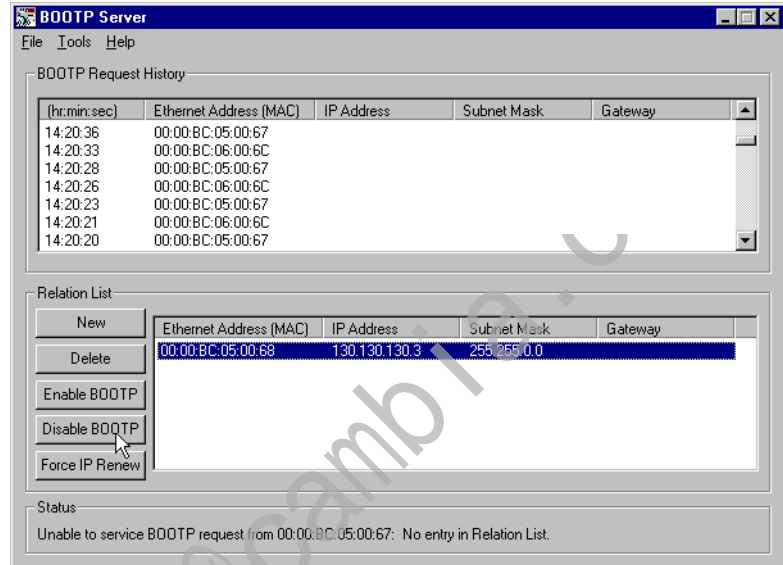 BOOTP Server
File Tools Help
BOOTP Request History
(hr:min:sec) Ethernet Address (MAC) IP Address Subnet Mask Gateway
14:20:36 00:00:BC:05:00:67
14:20:33 00:00:BC:06:00:6C
14:20:28 00:00:BC:05:00:67
14:20:26 00:00:BC:06:00:6C
14:20:23 00:00:BC:05:00:67
14:20:21 00:00:BC:06:00:6C
14:20:20 00:00:BC:05:00:67
Relation List
New
Delete
Enable BOOTP
Disable BOOTP
Force IP Renew
Ethernet Address (MAC) IP Address Subnet Mask Gateway
00:00:BC:05:00:68 130.130.130.3 255.255.0.0
Status
Unable to service BOOTP request from 00:00:BC:05:00:67: No entry in Relation List.